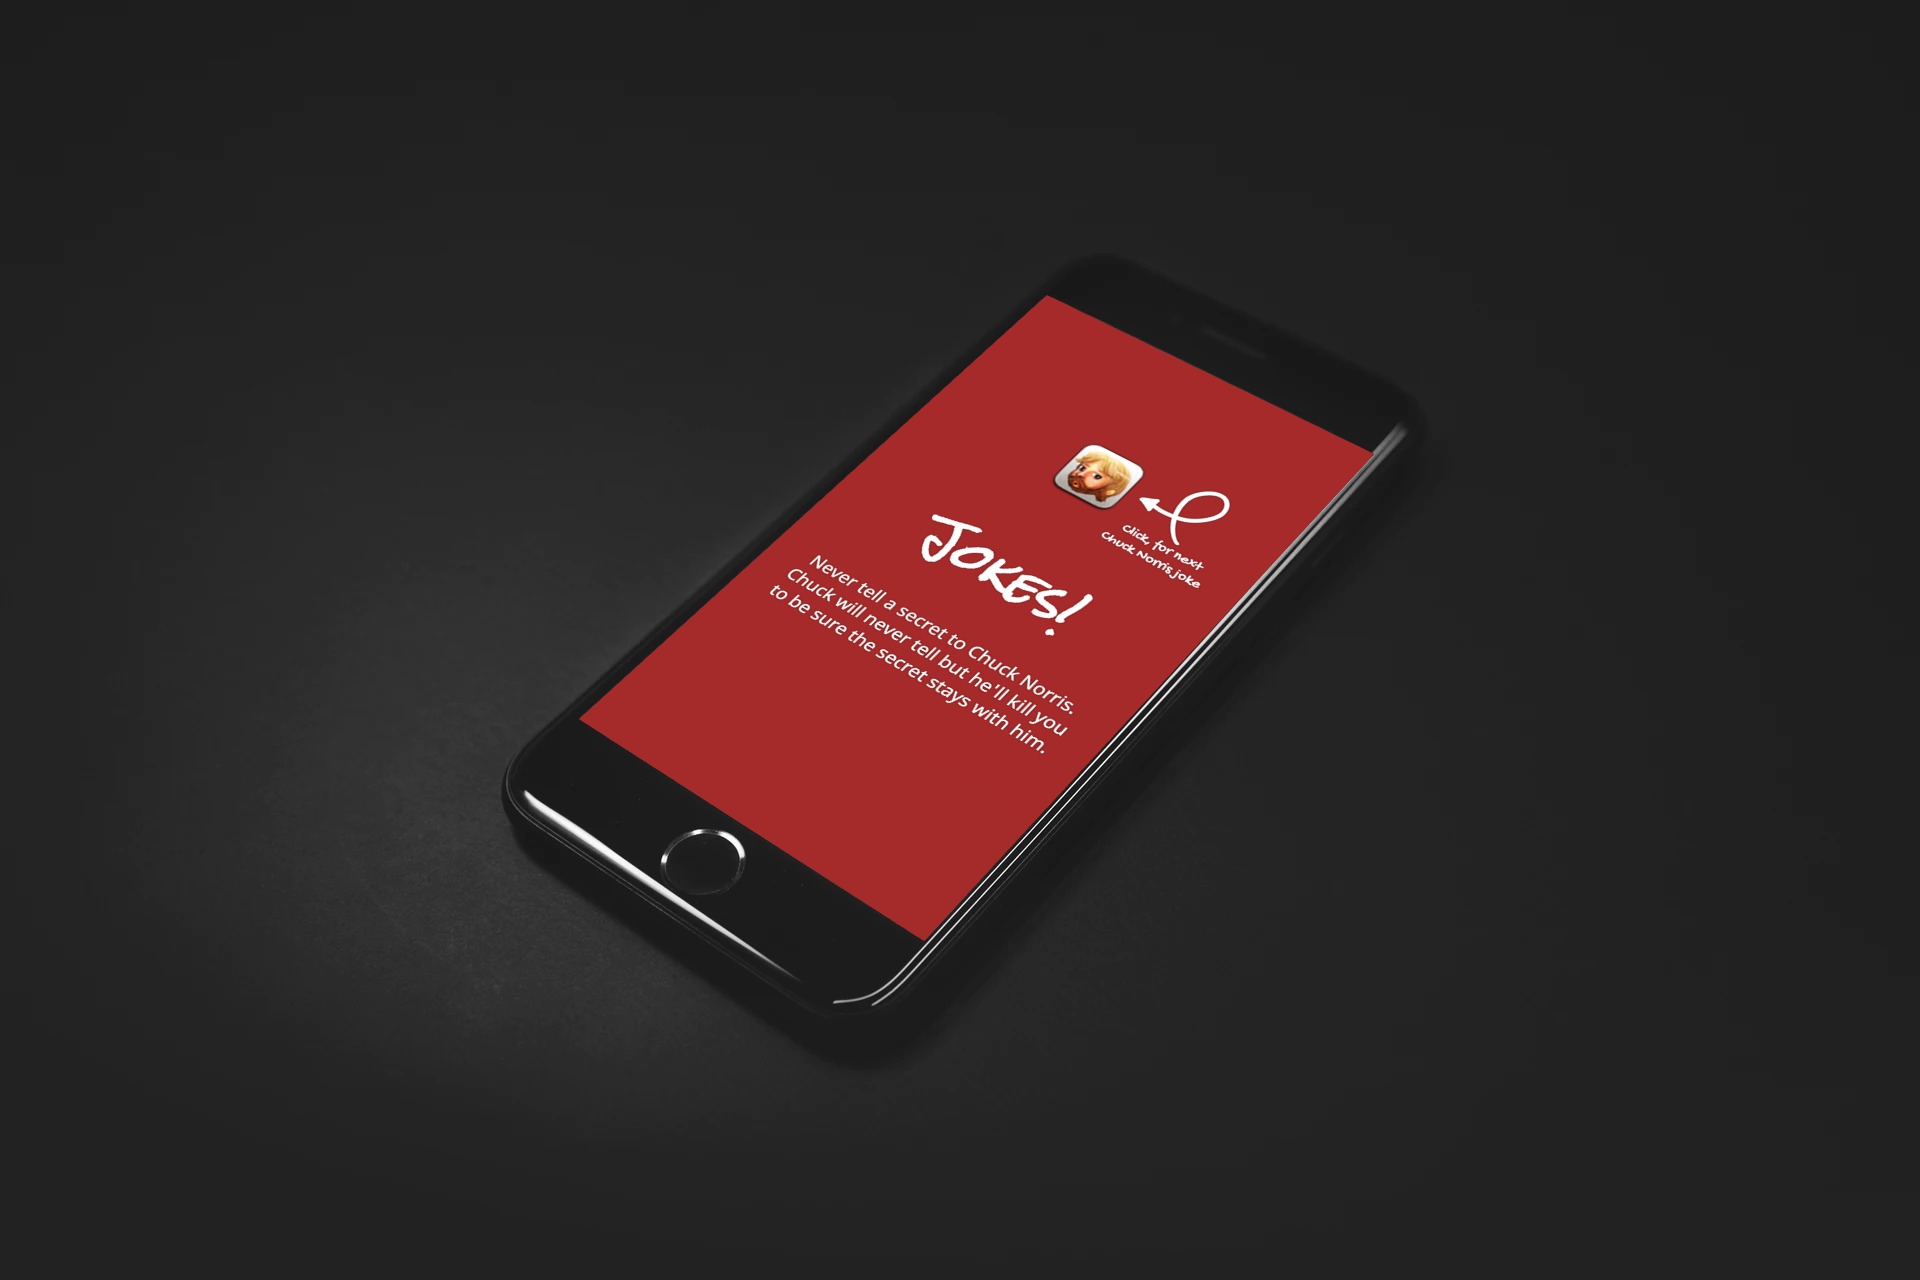 Click, for next
Chuck Norris joke
JOKES!
Never tell a secret to Chuck Norris.
Chuck will never tell but he'll kill you
to be sure the secret stays with him.